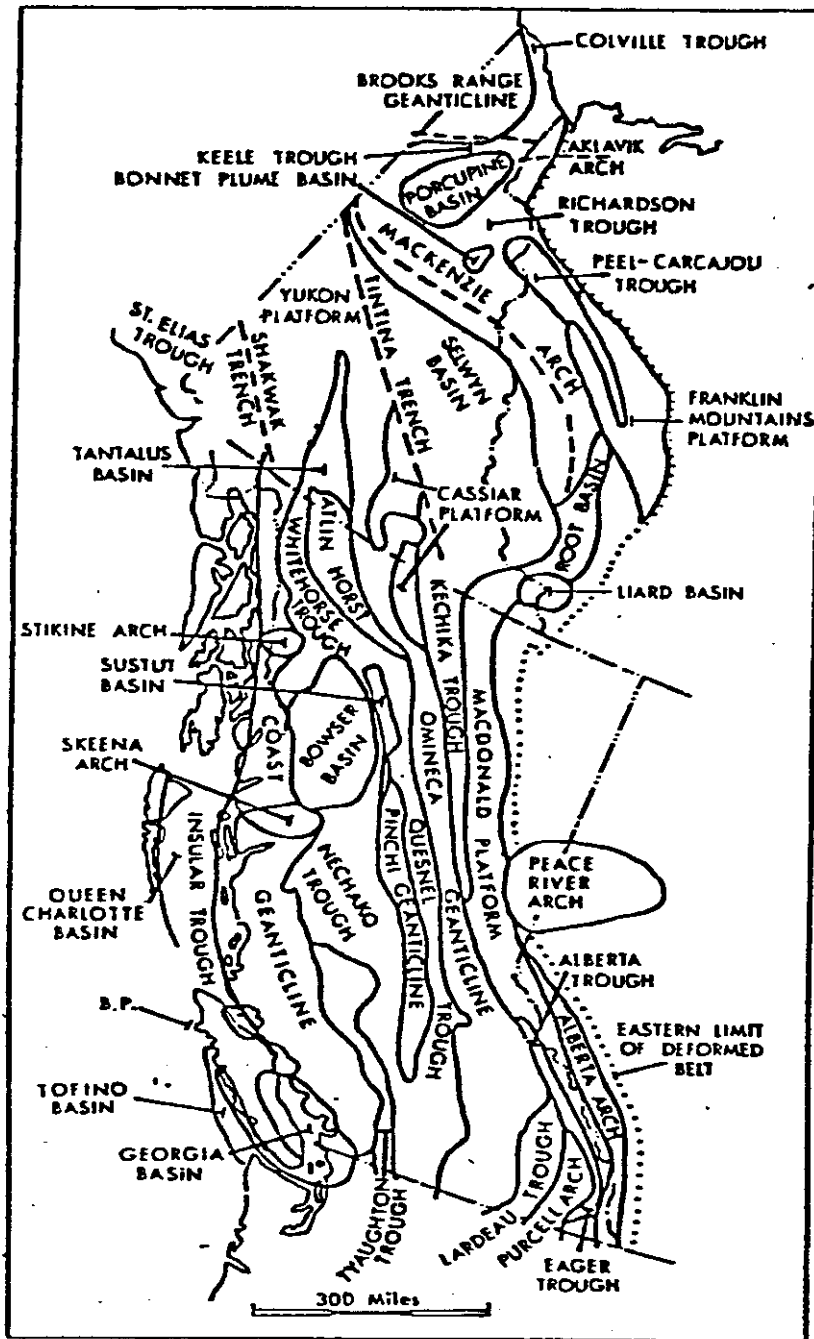 COLVILLE TROUGH
BROOKS RANGE
GEANTICLINE
KEELE TROUGH
BONNET PLUME BASIN
PORCUPINE
BASIN
AKLAVIK
ARCH
RICHARDSON
TROUGH
MACKENZIE
ARCH
PEEL-CARCAJOU
TROUGH
YUKON
PLATFORM
TINTINA TRENCH
ST. ELIAS
TROUGH
SHAKWAK
TRENCH
SELWYN
BASIN
FRANKLIN
MOUNTAINS
PLATFORM
TANTALUS
BASIN
CASSIAR
PLATFORM
ATLIN HORST
WHITEHORSE
TROUGH
ROOT BASIN
LIARD BASIN
STIKINE ARCH
SUSTUT
BASIN
KECHIKA TROUGH
BOWSER
BASIN
COAST
GEANTICLINE
OMINECA
GEANTICLINE
MACDONALD PLATFORM
SKEENA
ARCH
INSULAR TROUGH
NECHAKO
TROUGH
PINCHI GEANTICLINE
QUESNEL
TROUGH
PEACE
RIVER
ARCH
QUEEN
CHARLOTTE
BASIN
ALBERTA
TROUGH
B.P.
ALBERTA ARCH
EASTERN LIMIT
OF DEFORMED
BELT
TOFINO
BASIN
GEORGIA
BASIN
TYAUGHTON
TROUGH
LARDEAU TROUGH
PURCELL ARCH
EAGER
TROUGH
300 Miles